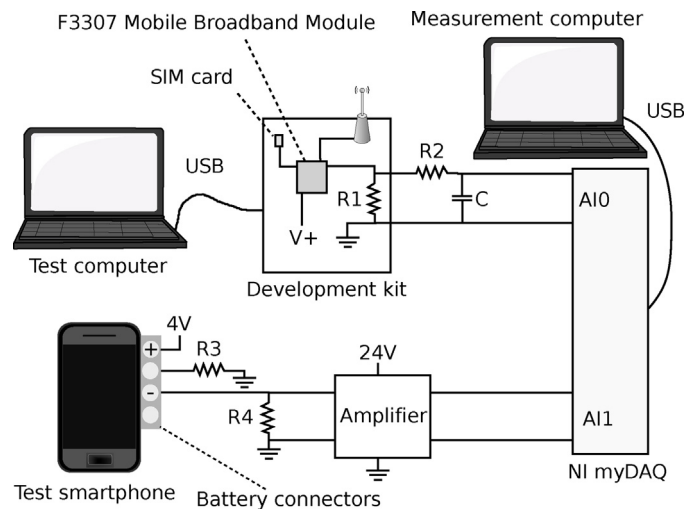 F3307 Mobile Broadband Module
Measurement computer
SIM card
USB
USB
R2
R1
C
AI0
V+
Test computer
Development kit
4V
+
R3
24V
-
R4
Amplifier
AI1
NI myDAQ
Test smartphone
Battery connectors